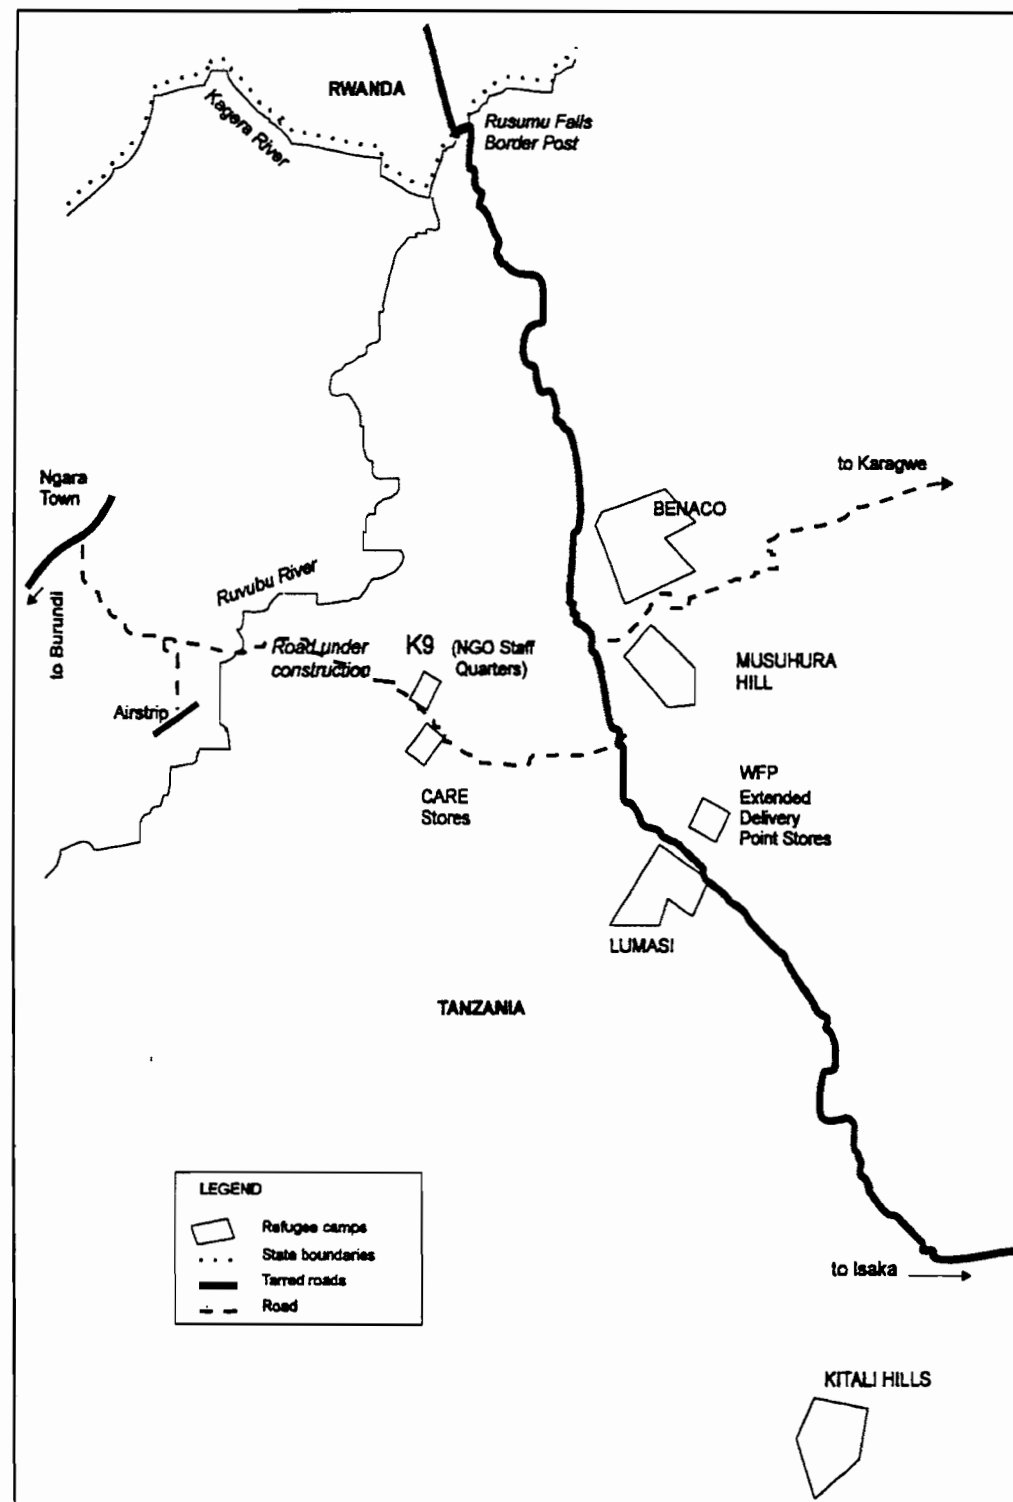 RWANDA
Kagera River
Rusumu Falls
Border Post
Ngara
Town
to Karagwe
BENACO
Ruvubu River
to Burundi
Road under
construction
K9 (NGO Staff
Quarters)
MUSUHURA
HILL
Airstrip
WFP
Extended
Delivery
Point Stores
CARE
Stores
LUMASI
TANZANIA
LEGEND
Refugee camps
State boundaries
Tarred roads
Road
to Isaka
KITALI HILLS